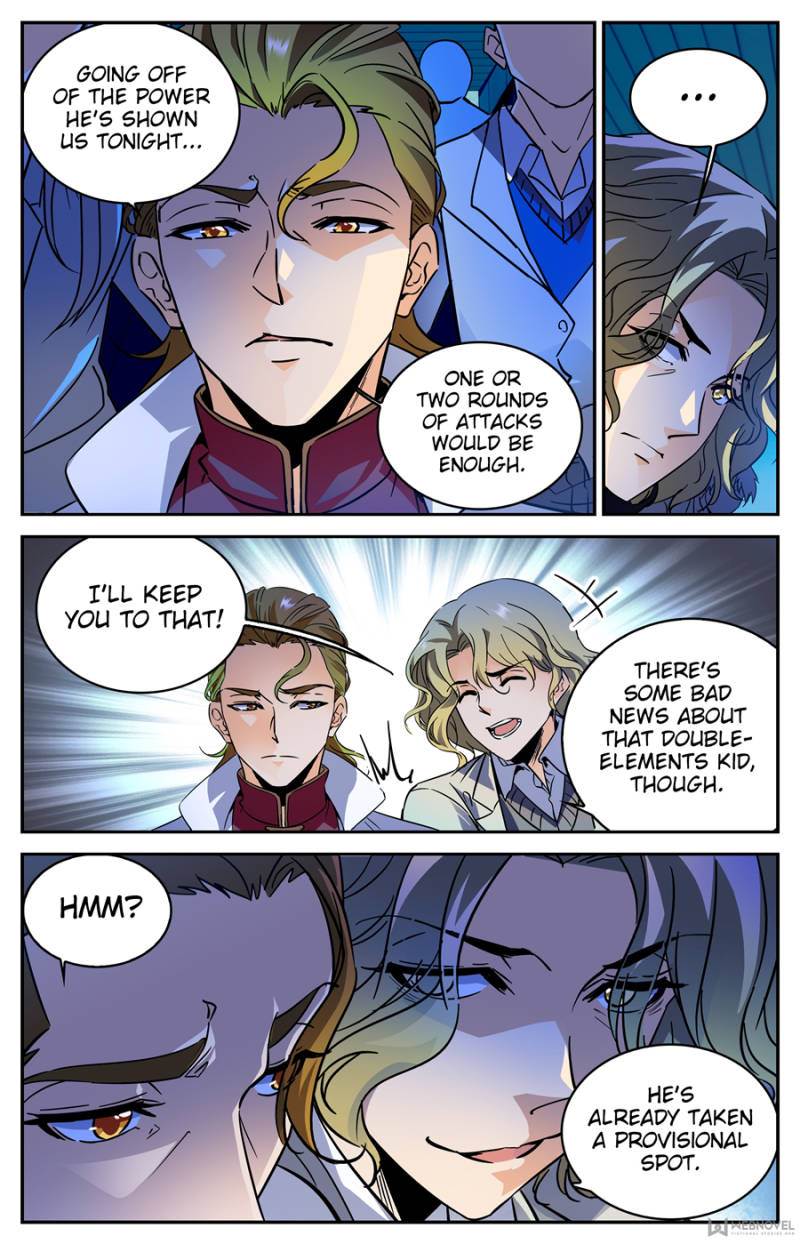 GOING OFF
OF THE POWER
HE'S SHOWN
US TONIGHT...
...
ONE OR
TWO ROUNDS
OF ATTACKS
WOULD BE
ENOUGH.
I'LL KEEP
YOU TO THAT!
THERE'S
SOME BAD
NEWS ABOUT
THAT DOUBLE-
ELEMENTS KID,
THOUGH.
HMM?
HE'S
ALREADY TAKEN
A PROVISIONAL
SPOT.
WEBNOVEL